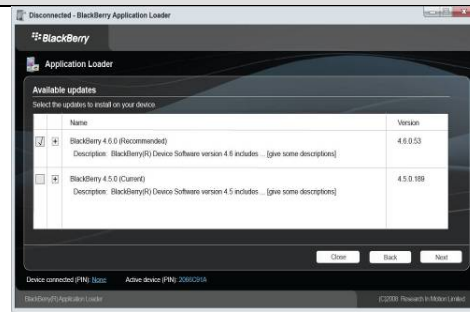 Disconnected - BlackBerry Application Loader
BlackBerry
Application Loader
Available updates
Select the updates to install on your device
Name Version
BlackBerry 4.6.0 (Recommended) 4.6.0.53
Description: BlackBerry(R) Device Software version 4.6 includes ... [give some descriptions]
BlackBerry 4.5.0 (Current) 4.5.0.189
Description: BlackBerry(R) Device Software version 4.5 includes ... [give some descriptions]
Close Back Next
Device connected (PIN): None Active device (PIN): 2086C91A
BlackBerry(R) Application Loader (C)2008 Research In Motion Limited